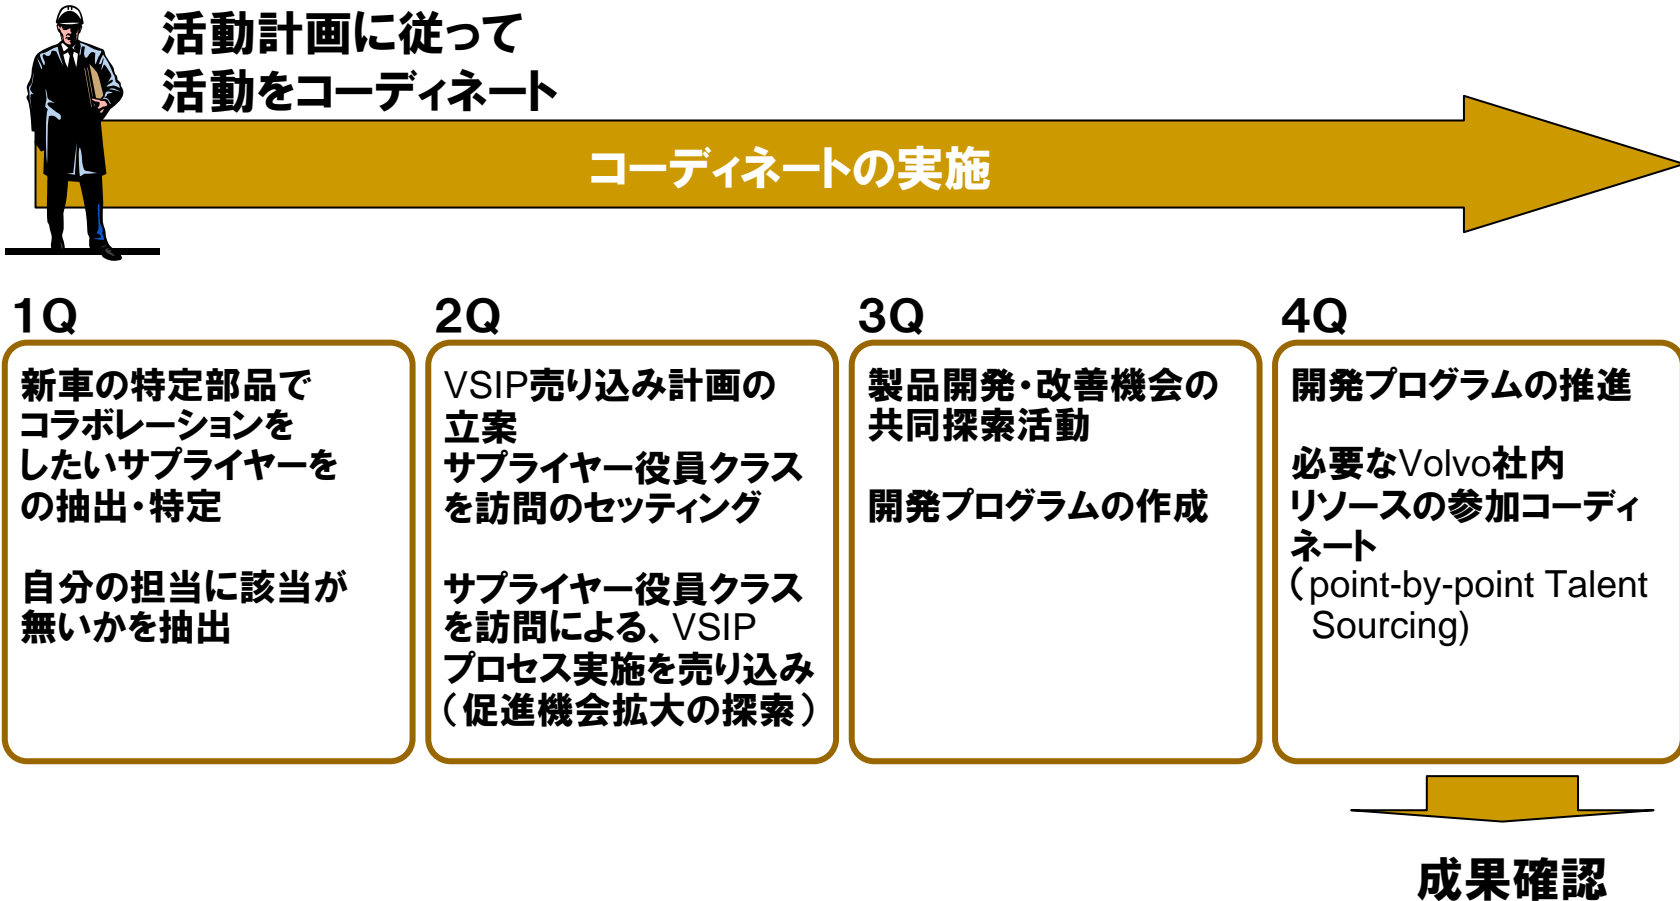 活動計画に従って
活動をコーディネート
コーディネートの実施
1Q
新車の特定部品で
コラボレーションを
したいサプライヤーを
の抽出・特定
自分の担当に該当が
無いかを抽出
2Q
VSIP売り込み計画の
立案
サプライヤー役員クラス
を訪問のセッティング
サプライヤー役員クラス
を訪問による、VSIP
プロセス実施を売り込み
（促進機会拡大の探索）
3Q
製品開発・改善機会の
共同探索活動
開発プログラムの作成
4Q
開発プログラムの推進
必要なVolvo社内
リソースの参加コーディ
ネート
（point-by-point Talent
Sourcing)
成果確認